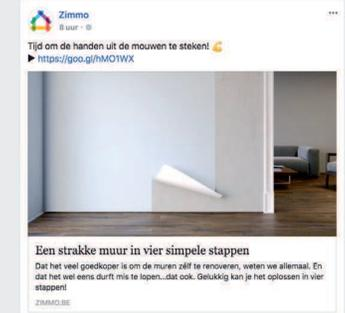 Zimmo
8 uur ·
Tijd om de handen uit de mouwen te steken! 💪
▶ https://goo.gl/hMO1WX
Een strakke muur in vier simpele stappen
Dat het veel goedkoper is om de muren zélf te renoveren, weten we allemaal. En
dat het wel eens durft mis te lopen...dat ook. Gelukkig kan je het oplossen in vier
stappen!
ZIMMO.BE